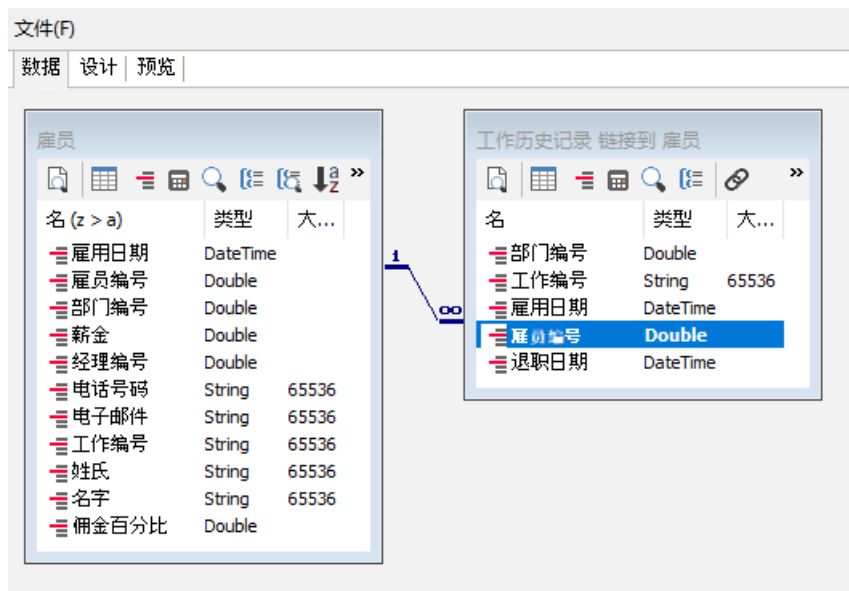 文件(F)
数据 设计 预览
雇员
名 (z > a) 类型 大...
雇用日期 DateTime
雇员编号 Double
部门编号 Double
薪金 Double
经理编号 Double
电话号码 String 65536
电子邮件 String 65536
工作编号 String 65536
姓氏 String 65536
名字 String 65536
佣金百分比 Double
1
∞
工作历史记录 链接到 雇员
名 类型 大...
部门编号 Double
工作编号 String 65536
雇用日期 DateTime
雇员编号 Double
退职日期 DateTime